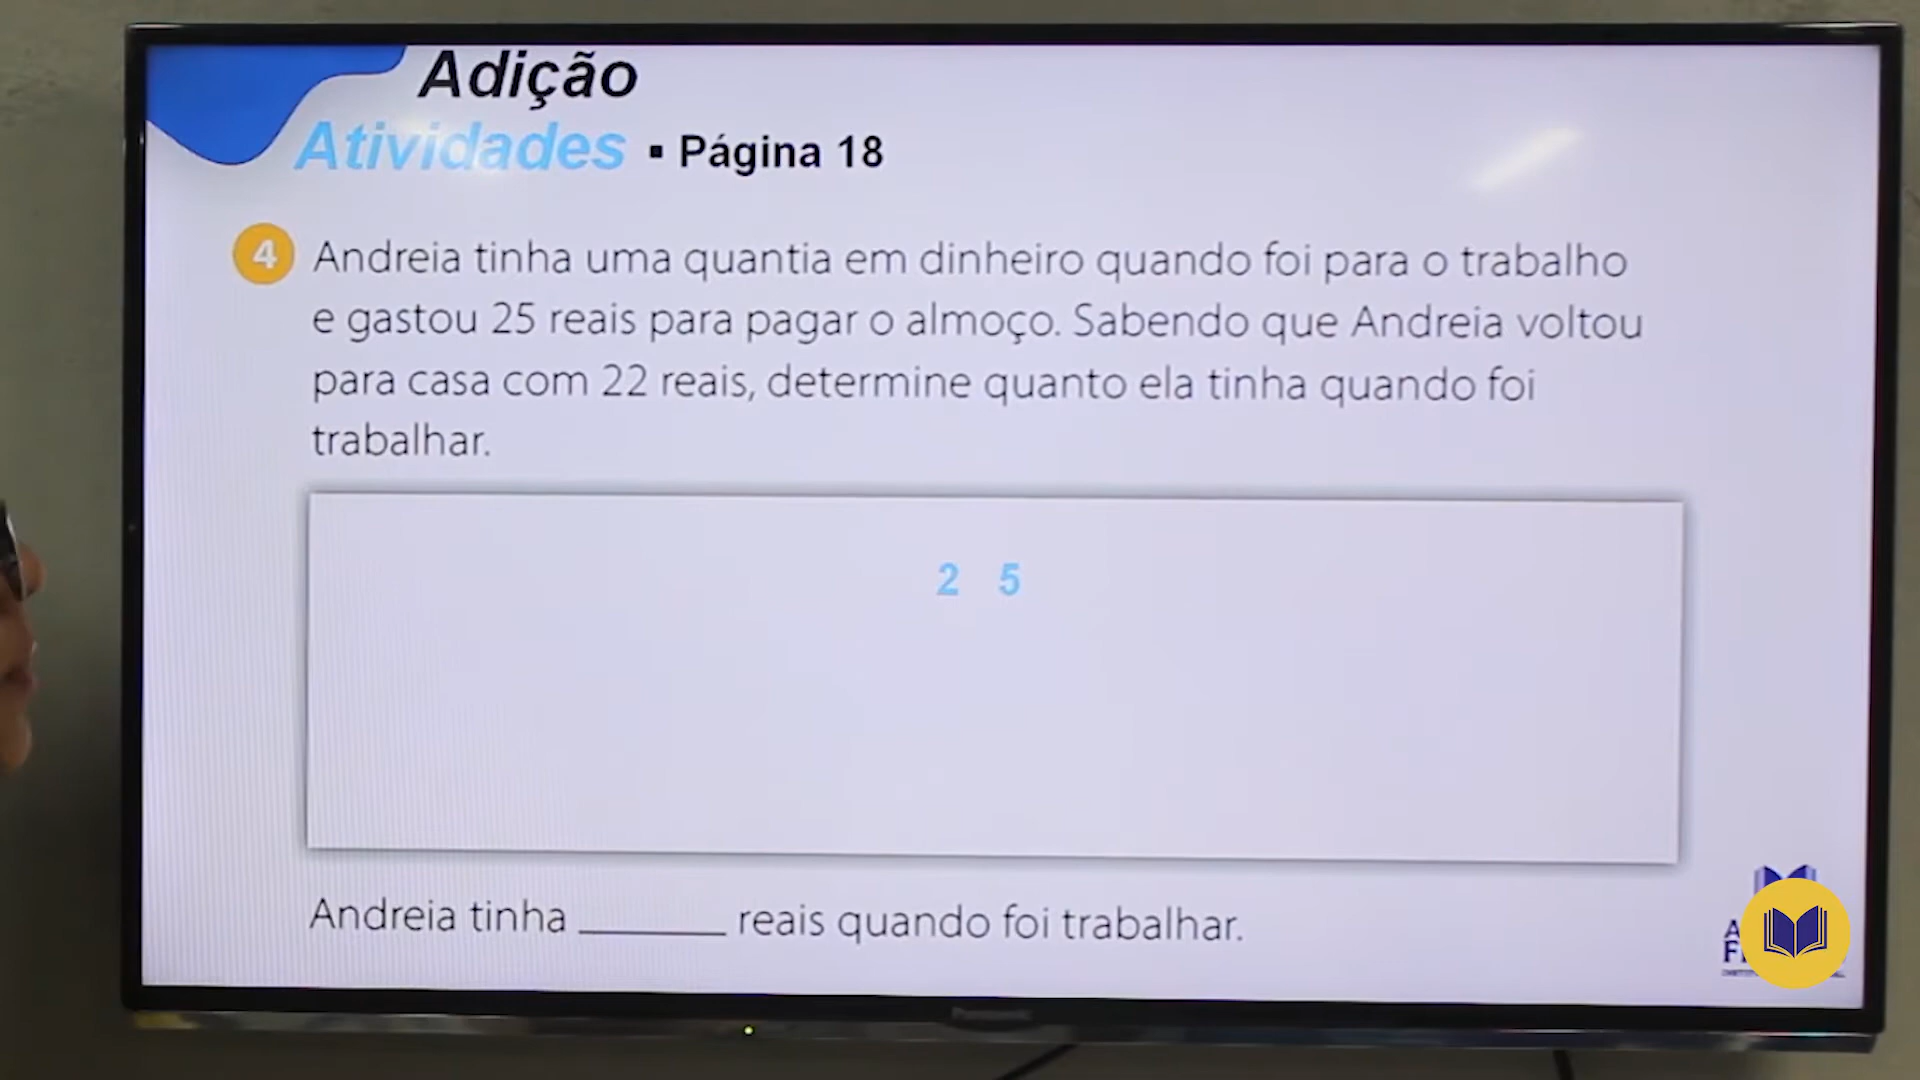 Adição
Atividades ▪ Página 18
4 Andreia tinha uma quantia em dinheiro quando foi para o trabalho
e gastou 25 reais para pagar o almoço. Sabendo que Andreia voltou
para casa com 22 reais, determine quanto ela tinha quando foi
trabalhar.
2 5
Andreia tinha ______ reais quando foi trabalhar.